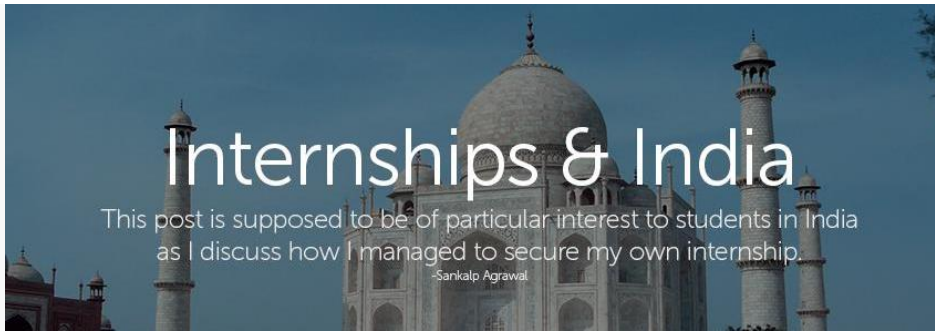 Internships & India
This post is supposed to be of particular interest to students in India
as I discuss how I managed to secure my own internship.
-Sankalp Agrawal